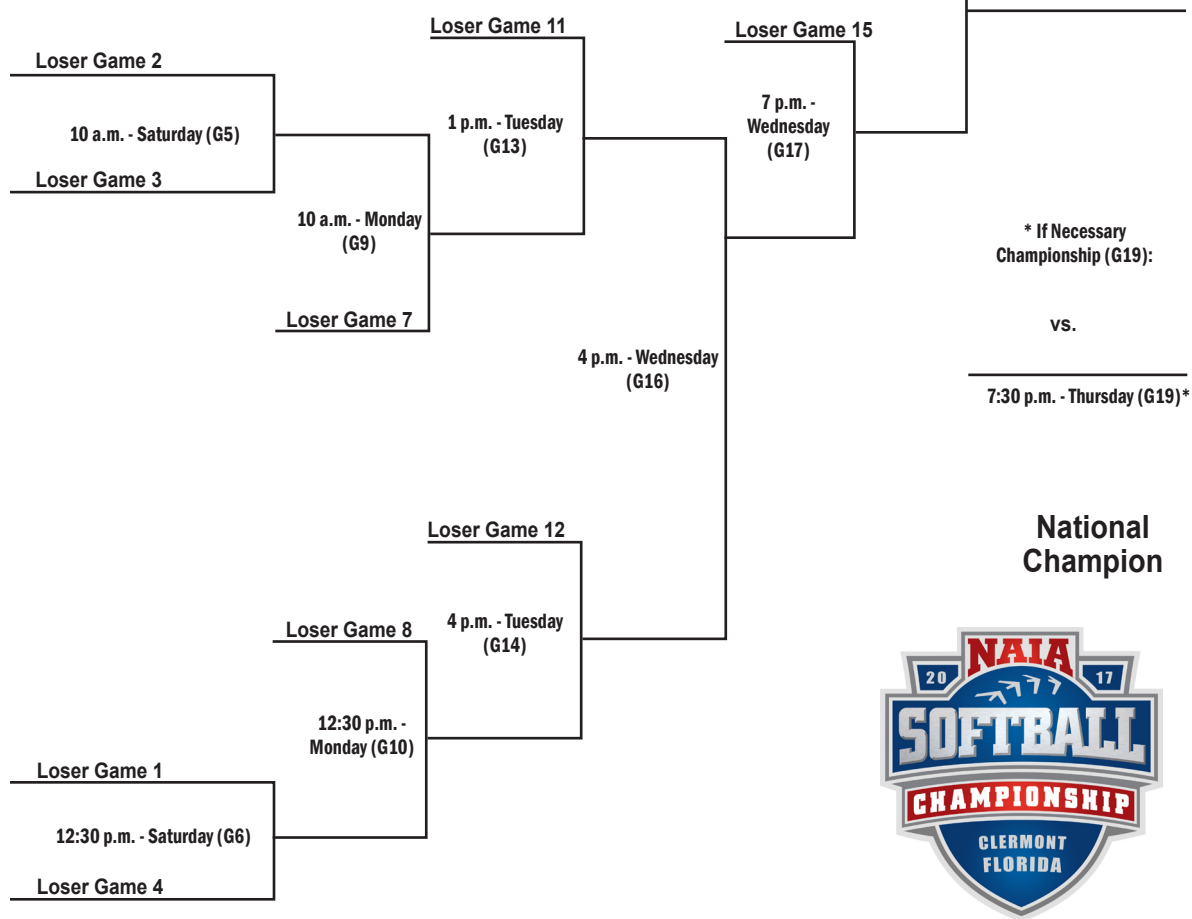 Loser Game 11
Loser Game 15
Loser Game 2
10 a.m. - Saturday (G5)
Loser Game 3
1 p.m. - Tuesday
(G13)
7 p.m. -
Wednesday
(G17)
10 a.m. - Monday
(G9)
Loser Game 7
* If Necessary
Championship (G19):
vs.
7:30 p.m. - Thursday (G19)*
4 p.m. - Wednesday
(G16)
Loser Game 12
4 p.m. - Tuesday
(G14)
Loser Game 8
12:30 p.m. -
Monday (G10)
Loser Game 1
12:30 p.m. - Saturday (G6)
Loser Game 4
National
Champion
NAIA
20 17
SOFTBALL
CHAMPIONSHIP
CLERMONT
FLORIDA